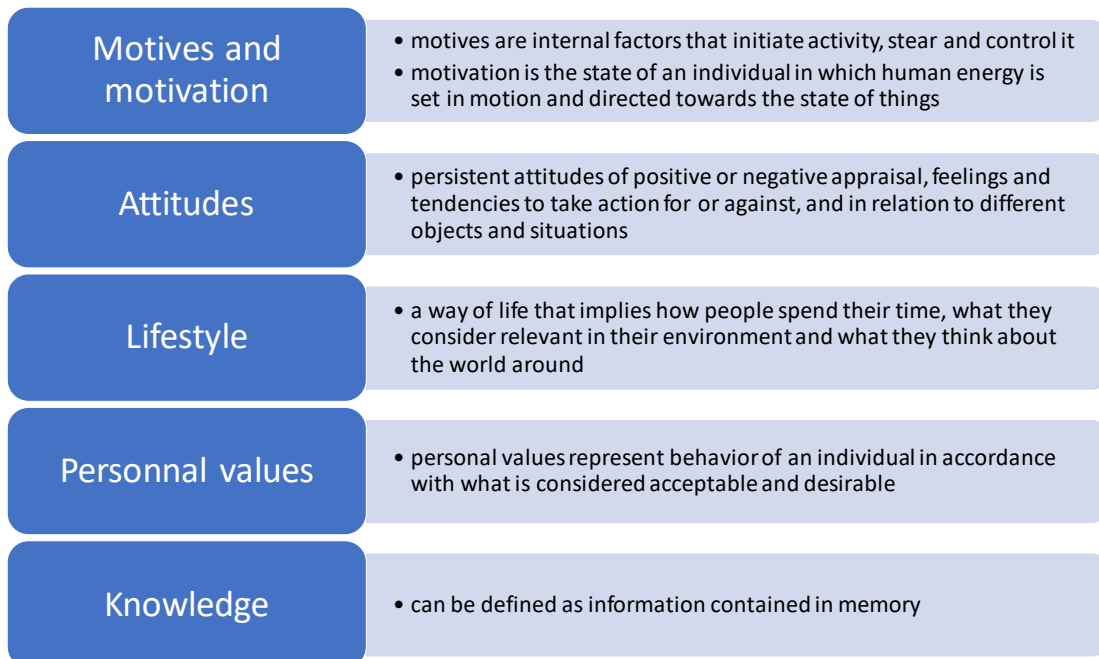 Motives and
motivation
• motives are internal factors that initiate activity, stear and control it
• motivation is the state of an individual in which human energy is
set in motion and directed towards the state of things
Attitudes
• persistent attitudes of positive or negative appraisal, feelings and
tendencies to take action for or against, and in relation to different
objects and situations
Lifestyle
• a way of life that implies how people spend their time, what they
consider relevant in their environment and what they think about
the world around
Personnal values
• personal values represent behavior of an individual in accordance
with what is considered acceptable and desirable
Knowledge
• can be defined as information contained in memory